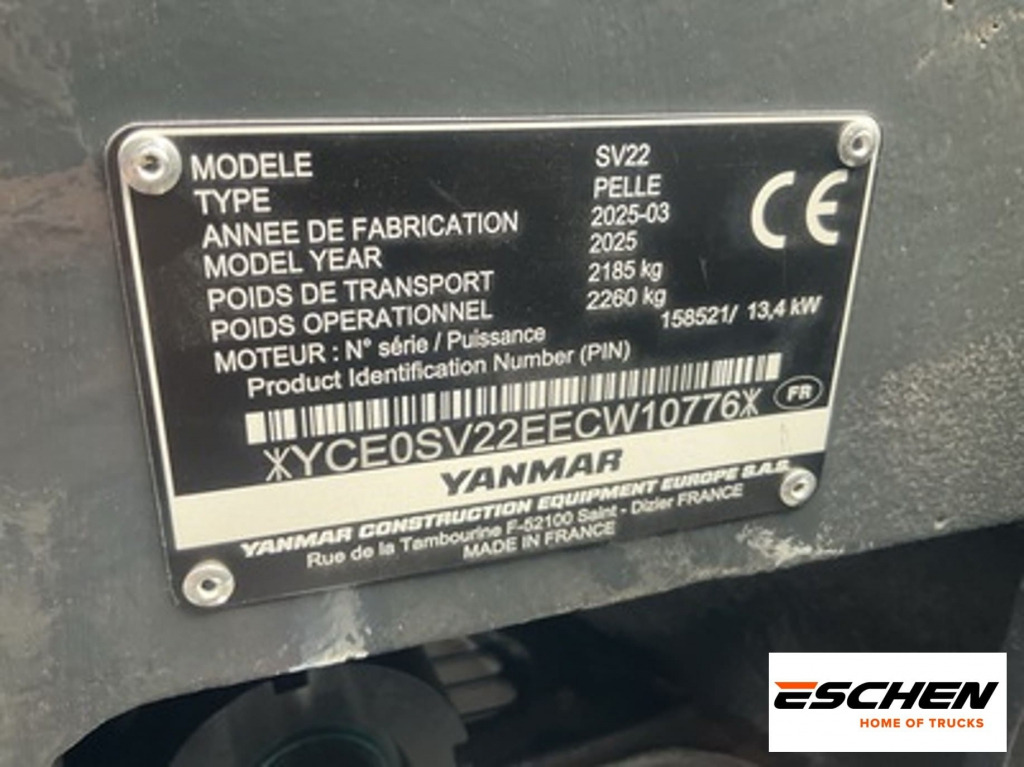 MODELE SV22
TYPE PELLE
ANNEE DE FABRICATION 2025-03
MODEL YEAR 2025
POIDS DE TRANSPORT 2185 kg
POIDS OPERATIONNEL 2260 kg
MOTEUR : N° série / Puissance 158521/ 13,4 kW
Product Identification Number (PIN)
CE
FR
ӜYCE0SV22EECW10776Ӝ
YANMAR
YANMAR CONSTRUCTION EQUIPMENT EUROPE S.A.S.
Rue de la Tambourine F-52100 Saint - Dizier FRANCE
MADE IN FRANCE
ESCHEN
HOME OF TRUCKS